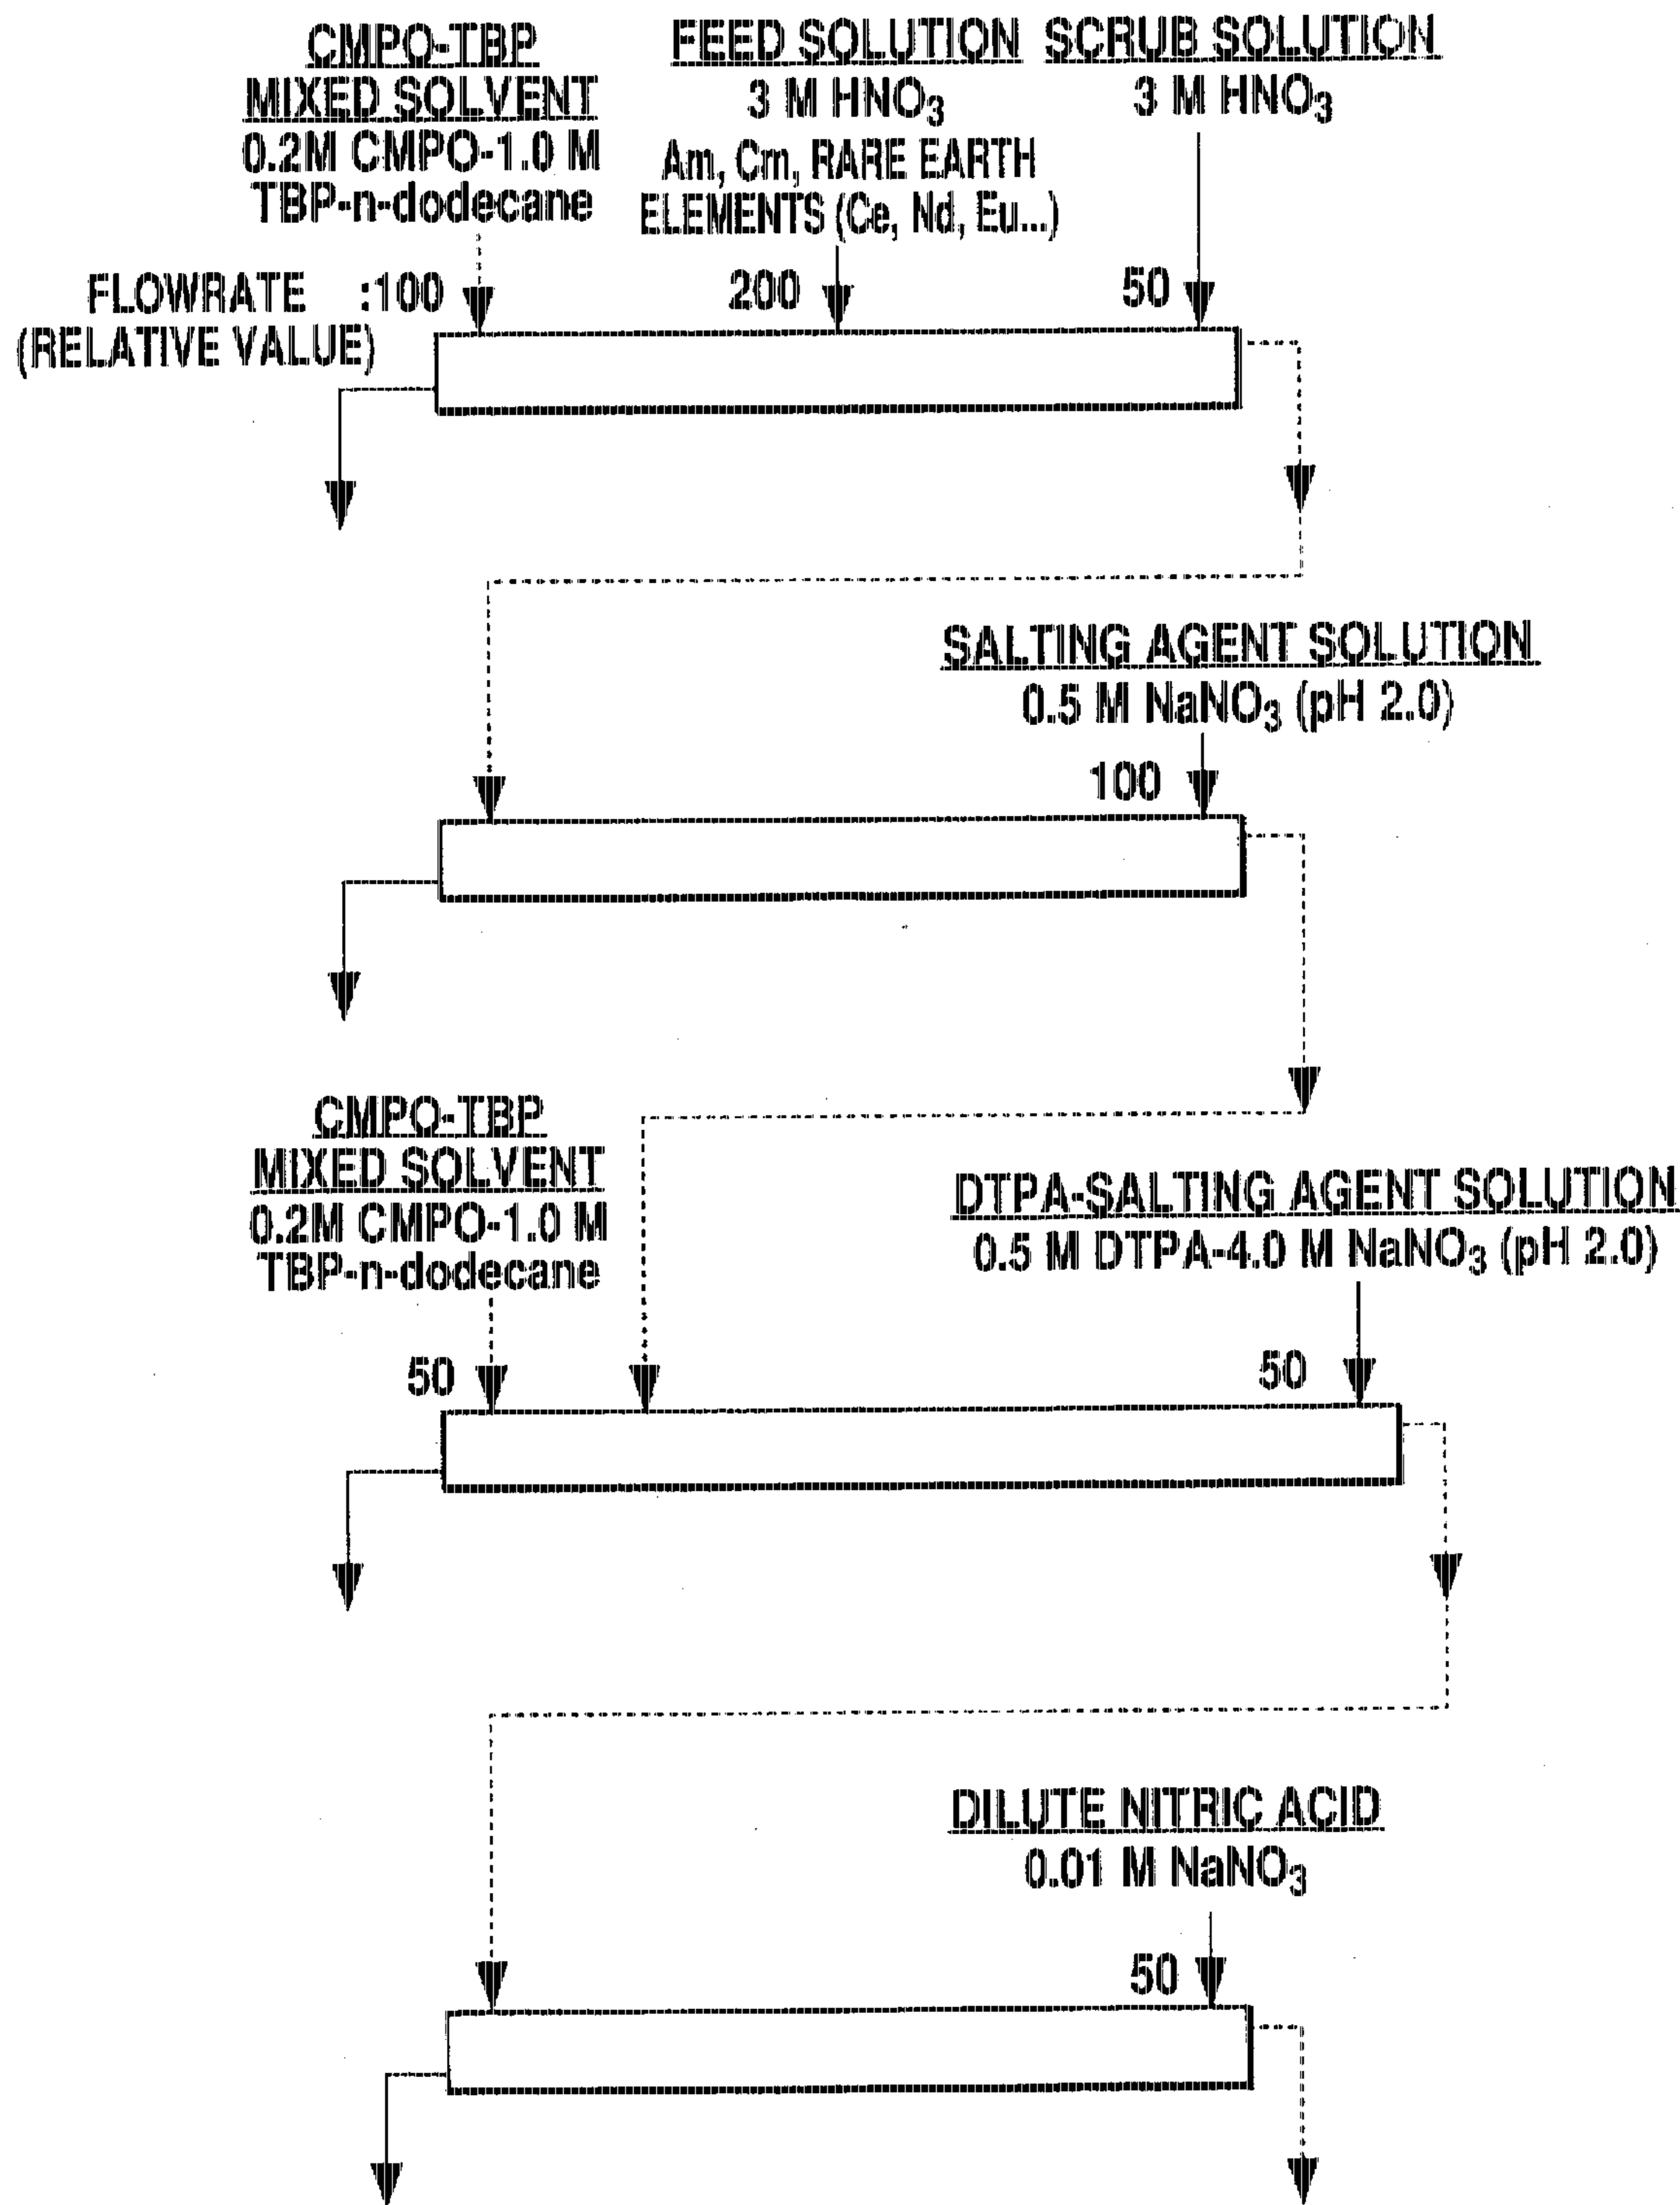 CMPO-TBP
MIXED SOLVENT
0.2M CMPO-1.0 M
TBP-n-dodecane
FEED SOLUTION
3 M HNO3
Am, Cm, RARE EARTH
ELEMENTS (Ce, Nd, Eu...)
SCRUB SOLUTION
3 M HNO3
FLOWRATE :100
(RELATIVE VALUE)
200
50
SALTING AGENT SOLUTION
0.5 M NaNO3 (pH 2.0)
100
CMPO-TBP
MIXED SOLVENT
0.2M CMPO-1.0 M
TBP-n-dodecane
50
DTPA-SALTING AGENT SOLUTION
0.5 M DTPA-4.0 M NaNO3 (pH 2.0)
50
DILUTE NITRIC ACID
0.01 M NaNO3
50